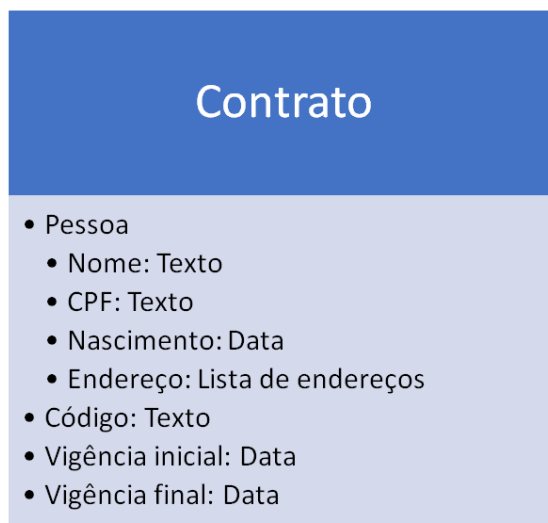 Contrato
• Pessoa
• Nome: Texto
• CPF: Texto
• Nascimento: Data
• Endereço: Lista de endereços
• Código: Texto
• Vigência inicial: Data
• Vigência final: Data